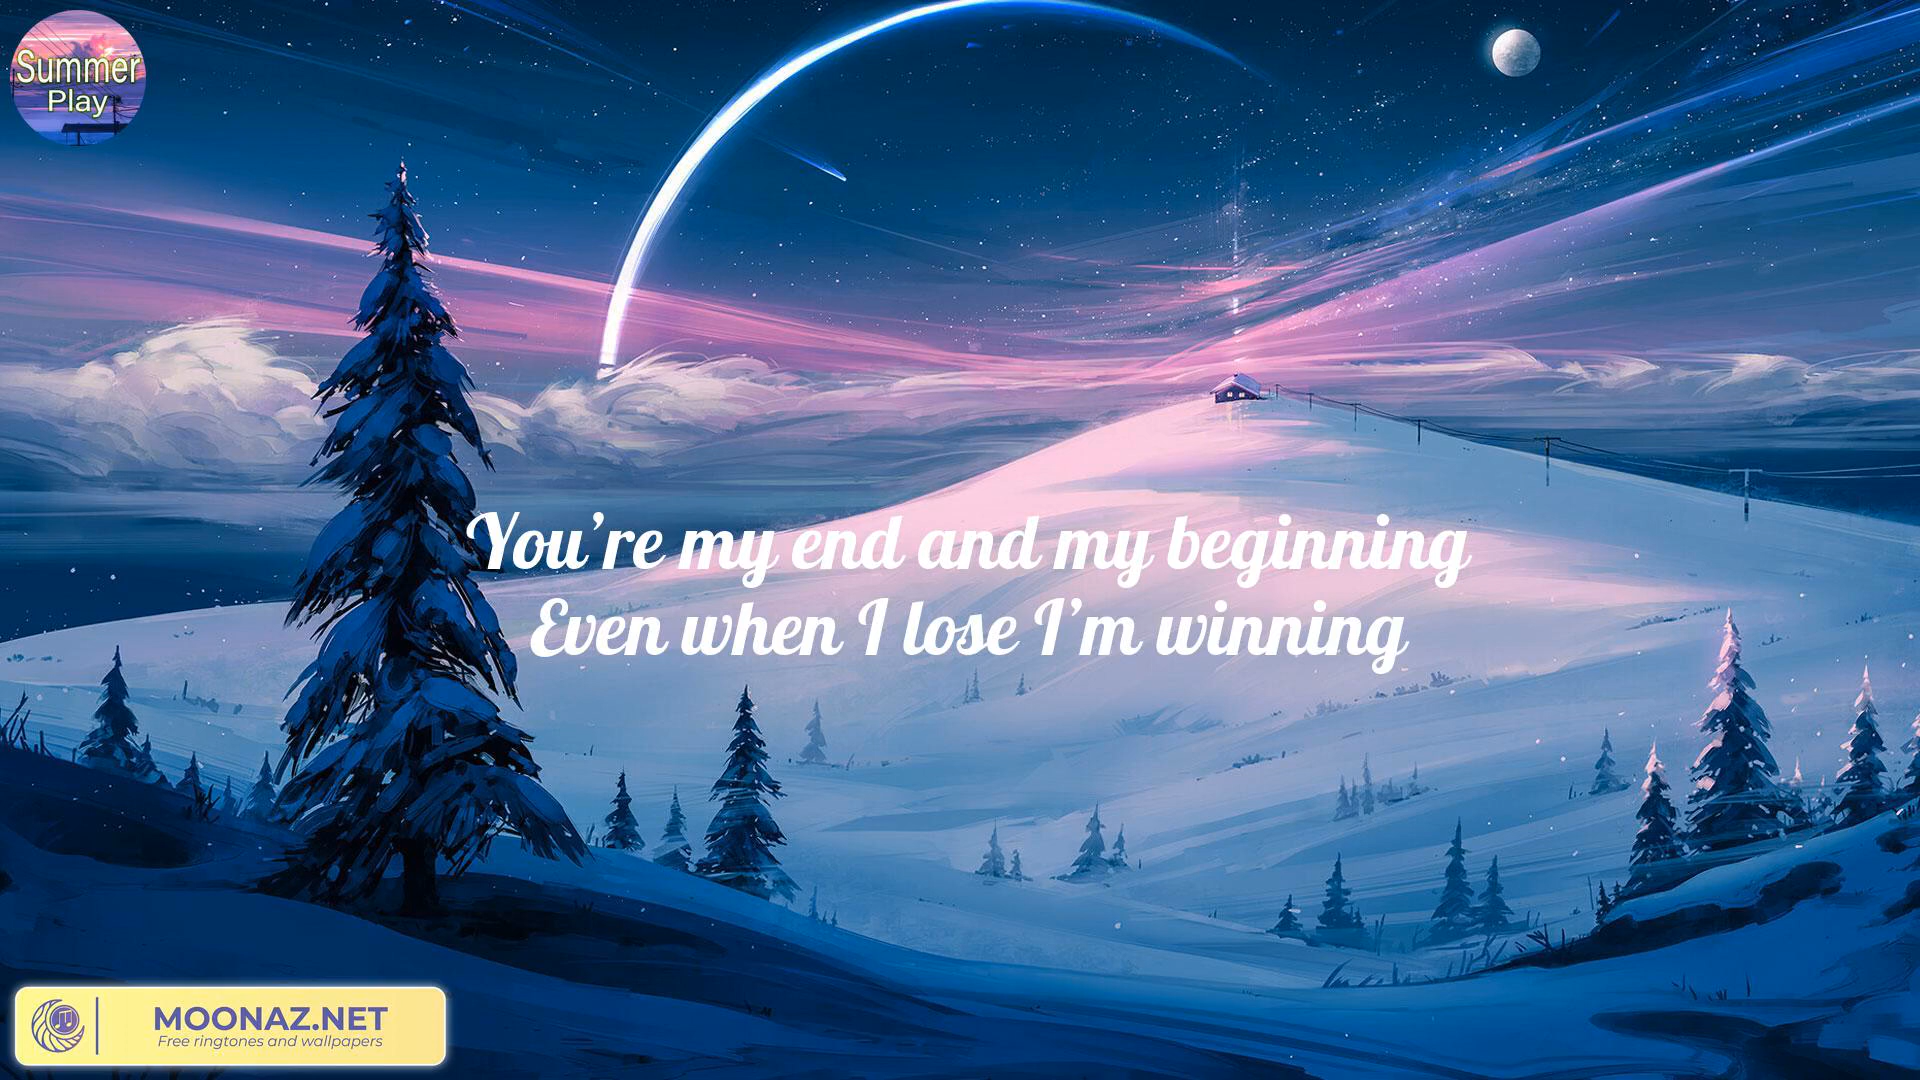 Summer
Play
You’re my end and my beginning
Even when I lose I’m winning
MOONAZ.NET
Free ringtones and wallpapers